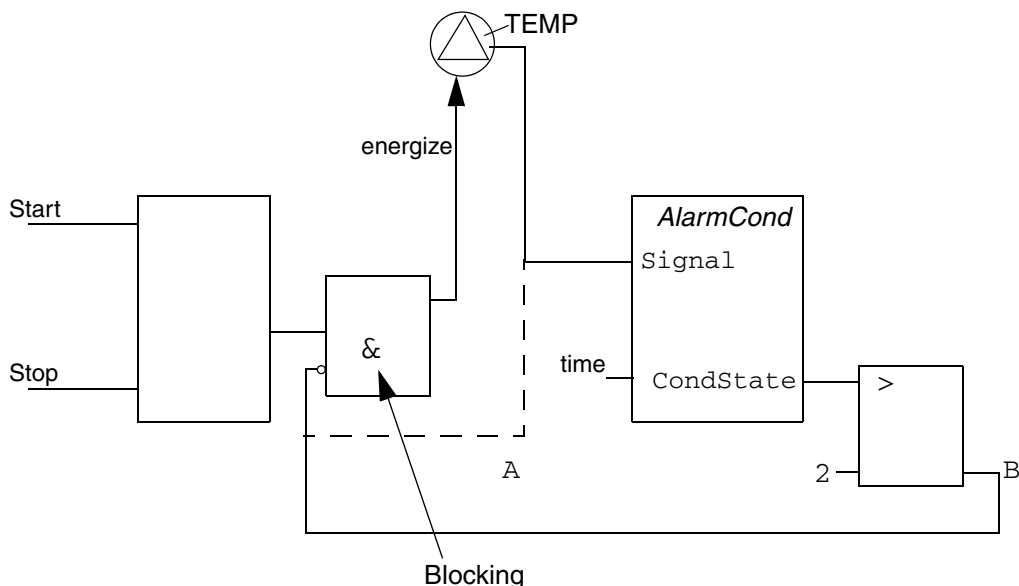 TEMP
energize
Start
AlarmCond
Signal
&
Stop
time
CondState
>
A
2
B
Blocking